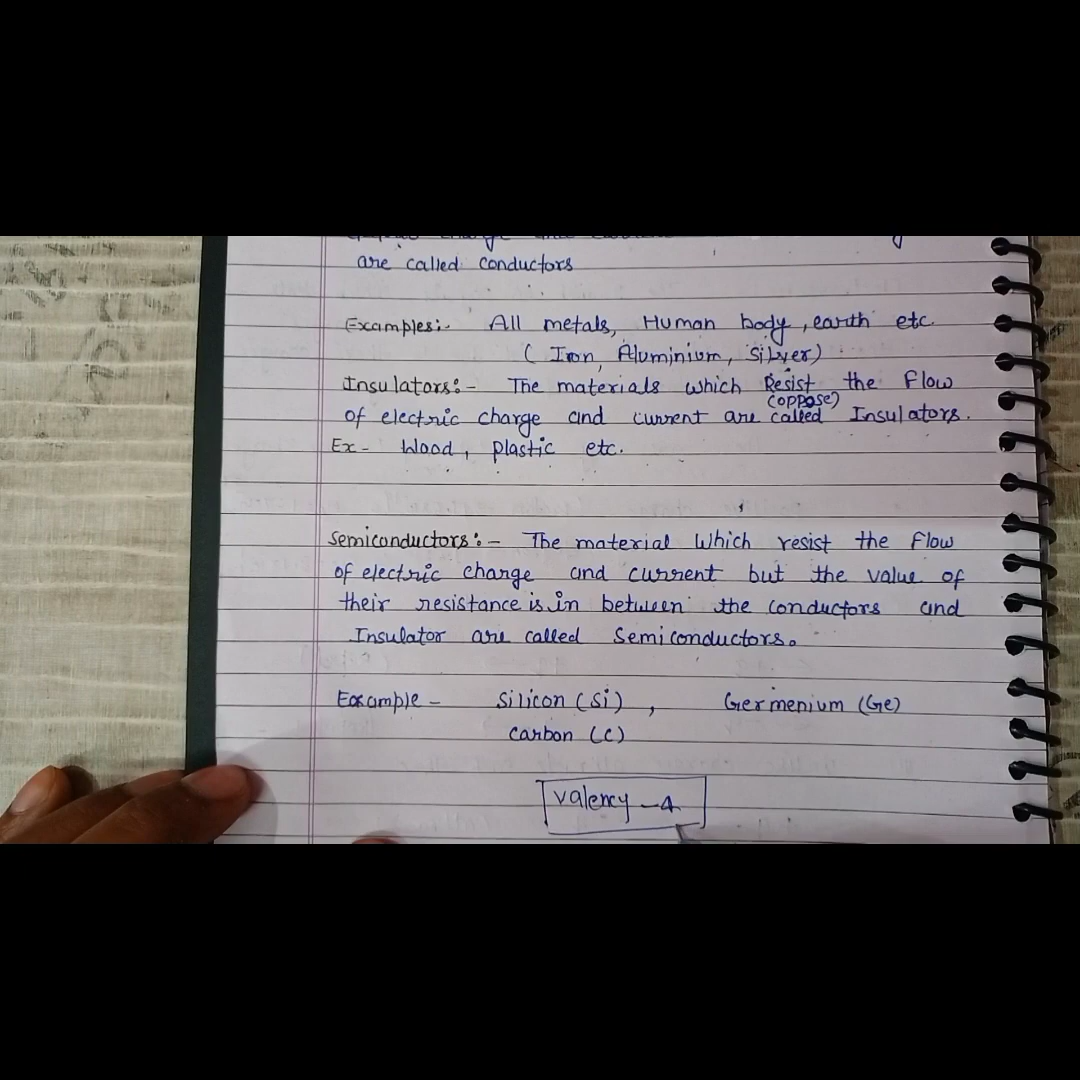 are called conductors
Examples:- All metals, Human body, earth etc.
( Iron, Aluminium, Silver)
Insulators:- The materials which Resist the Flow
(oppose)
of electric charge and current are called Insulators.
Ex- Wood, plastic etc.
Semiconductors:- The material which resist the Flow
of electric charge and current but the value of
their resistance is in between the conductors and
Insulator are called Semiconductors.
Example - Silicon (Si), Germenium (Ge)
Carbon (C)
Valency - 4